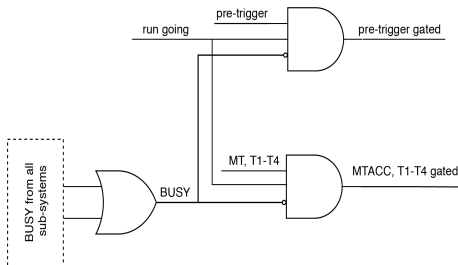 pre-trigger
run going
pre-trigger gated
MT, T1-T4
MTACC, T1-T4 gated
BUSY
BUSY from all
sub-systems